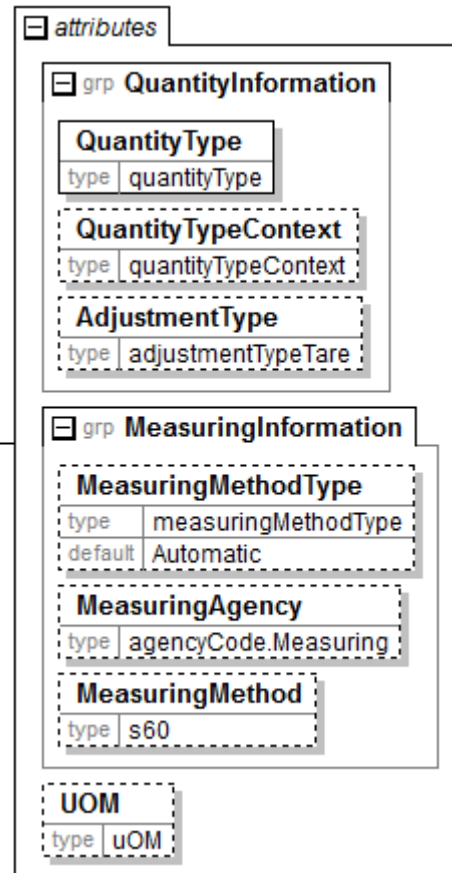 attributes
grp QuantityInformation
QuantityType
type quantityType
QuantityTypeContext
type quantityTypeContext
AdjustmentType
type adjustmentTypeTare
grp MeasuringInformation
MeasuringMethodType
type measuringMethodType
default Automatic
MeasuringAgency
type agencyCode.Measuring
MeasuringMethod
type s60
UOM
type uOM